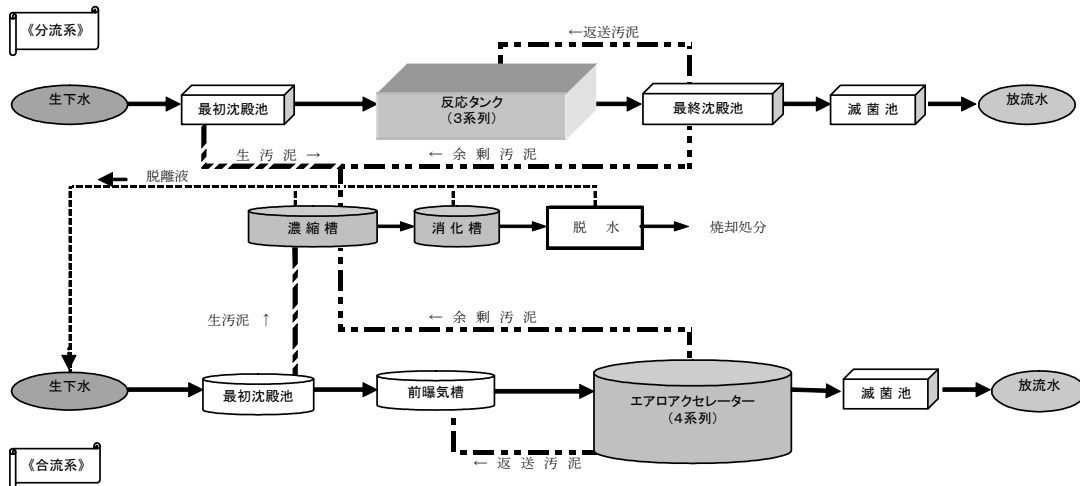 《分流系》
←返送汚泥
生下水
最初沈殿池
反応タンク
（3系列）
最終沈殿池
滅菌池
放流水
生汚泥→
←余剰汚泥
脱離液
濃縮槽
消化槽
脱水
焼却処分
生汚泥 ↑
←余剰汚泥
生下水
最初沈殿池
前曝気槽
エアロアクセレーター
（4系列）
滅菌池
放流水
←返送汚泥
《合流系》